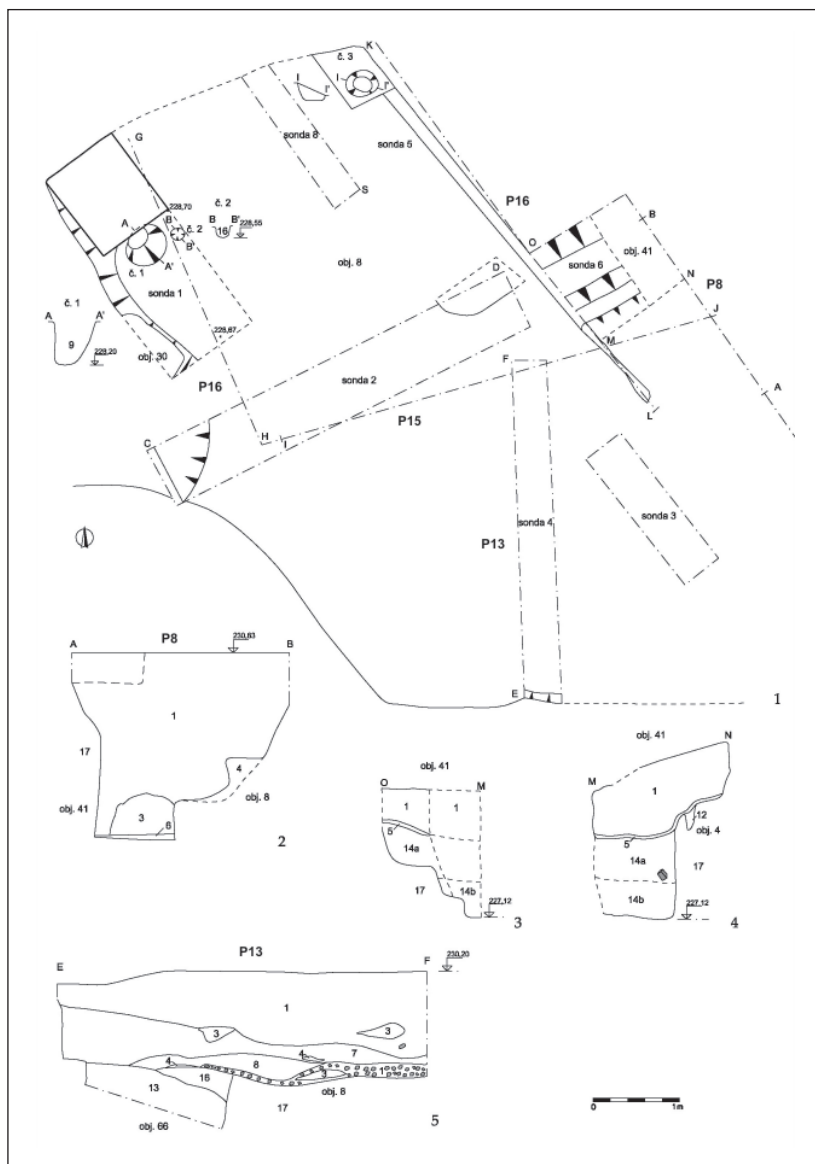 K
č. 3
I
I'
I
I'
G
sonda 8
sonda 5
S
P16
228,70
č. 2
B
B'
228,55
16
A
B
č. 2
B'
A'
č. 1
sonda 1
obj. 8
O
B
obj. 41
sonda 6
N
P8
J
D
č. 1
A
A'
9
228,20
228,67
obj. 30
P16
M
F
sonda 2
A
L
P15
C
H
I
sonda 4
sonda 3
P13
E
1
P8
A
230,63
B
1
17
4
obj. 8
obj. 41
3
6
2
obj. 41
O
M
1
1
5
14a
17
14b
227,12
3
obj. 41
N
M
1
12
obj. 4
5
14a
17
14b
227,12
4
P13
E
F
230,20
1
3
3
7
4
4
8
3
1
13
16
obj. 8
17
obj. 66
5
0
1m